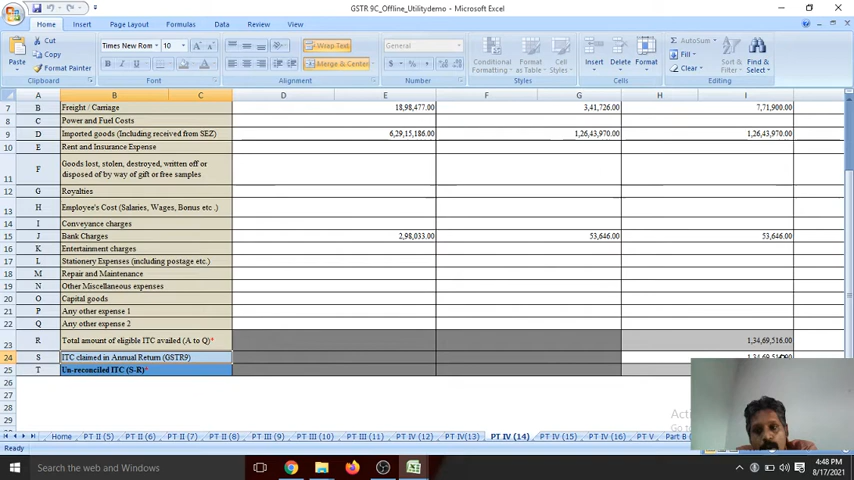 GSTR 9C_Offline_Utilitydemo - Microsoft Excel
Home Insert Page Layout Formulas Data Review View
Cut
Copy
Format Painter
Paste
Clipboard
Times New Rom 10
B I U
Font
Wrap Text
Merge & Center
Alignment
General
Number
Conditional Formatting
Format as Table
Cell Styles
Styles
Insert Delete Format
Cells
AutoSum
Fill
Clear
Sort & Filter
Find & Select
Editing
A B C D E F G H I
7 B Freight / Carriage 18,98,477.00 3,41,726.00 7,71,900.00
8 C Power and Fuel Costs
9 D Imported goods (Including received from SEZ) 6,29,15,186.00 1,26,43,970.00 1,26,43,970.00
10 E Rent and Insurance Expense
11 F Goods lost, stolen, destroyed, written off or
disposed of by way of gift or free samples
12 G Royalties
13 H Employee's Cost (Salaries, Wages, Bonus etc .)
14 I Conveyance charges
15 J Bank Charges 2,98,033.00 53,646.00 53,646.00
16 K Entertainment charges
17 L Stationery Expenses (including postage etc.)
18 M Repair and Maintenance
19 N Other Miscellaneous expenses
20 O Capital goods
21 P Any other expense 1
22 Q Any other expense 2
23 R Total amount of eligible ITC availed (A to Q)* 1,34,69,516.00
24 S ITC claimed in Annual Return (GSTR9)
25 T Un-reconciled ITC (S-R)*
26
27
28
29
Home PT II (5) PT II (6) PT II (7) PT II (8) PT III (9) PT III (10) PT III (11) PT IV (12) PT IV(13) PT IV (14) PT IV (15) PT IV (16) PT V Part B
Ready
Search the web and Windows
4:48 PM
8/17/2021